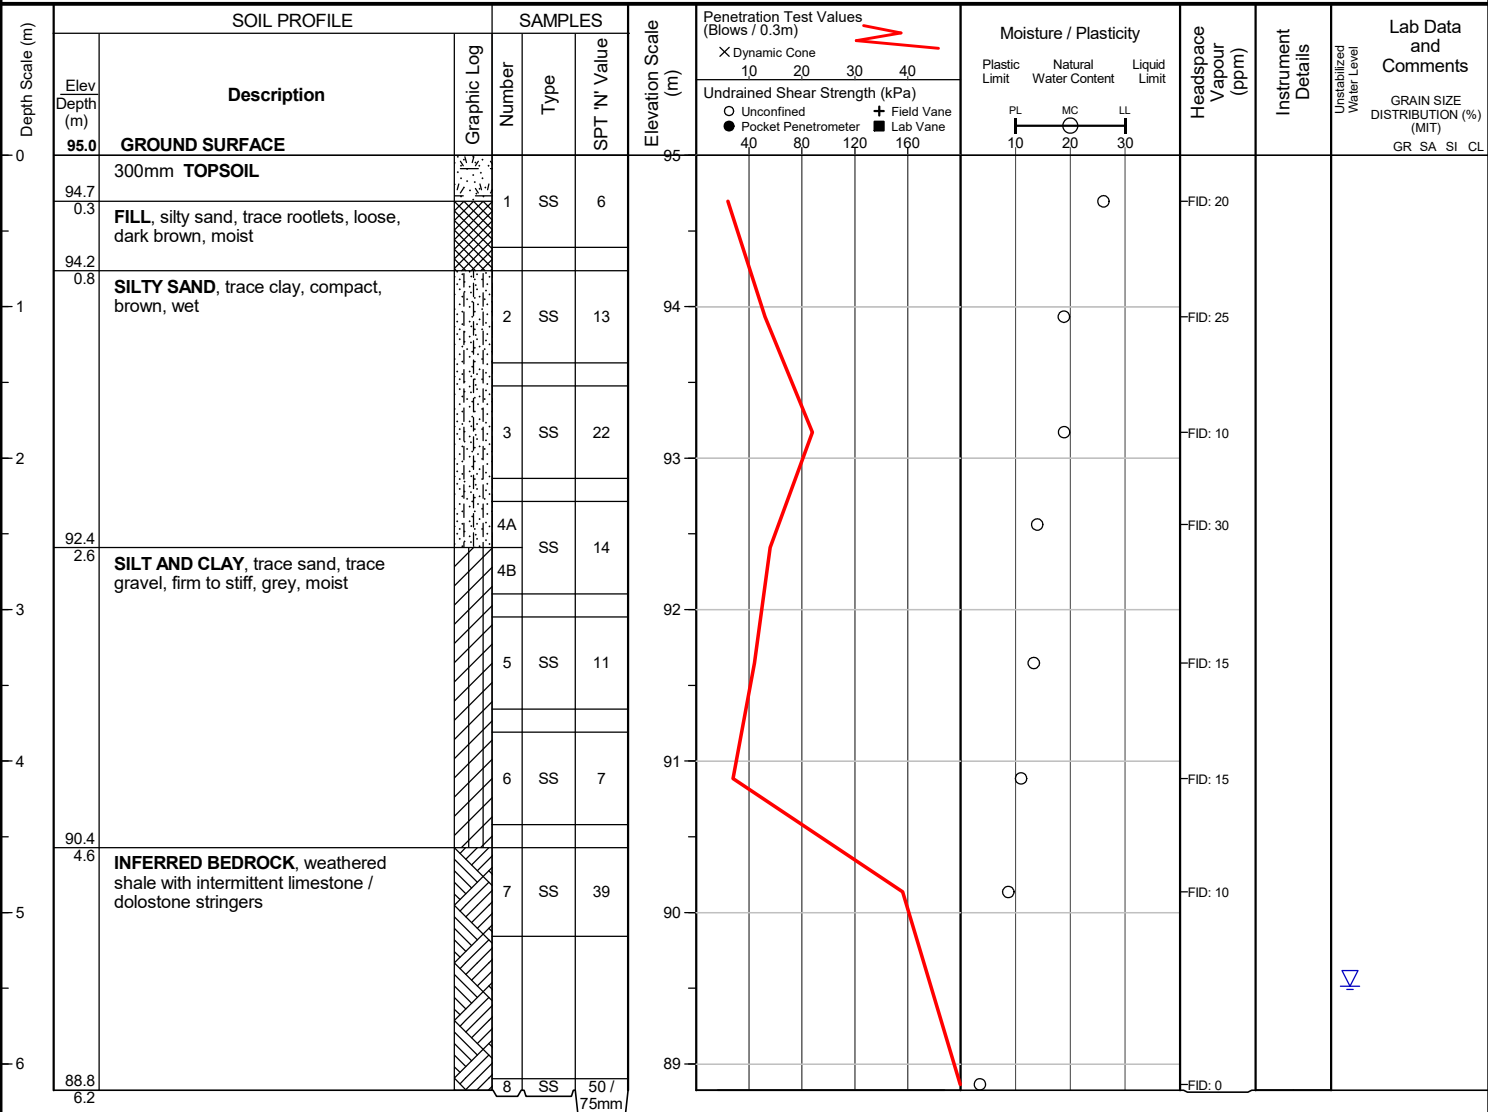 SOIL PROFILE
SAMPLES
Depth Scale (m)
Elev
Depth
(m)
Description
Graphic Log
Number
Type
SPT 'N' Value
Elevation Scale
(m)
Penetration Test Values
(Blows / 0.3m)
× Dynamic Cone
10 20 30 40
Undrained Shear Strength (kPa)
Unconfined
Field Vane
Pocket Penetrometer
Lab Vane
40 80 120 160
Moisture / Plasticity
Plastic Limit
Natural Water Content
Liquid Limit
PL MC LL
10 20 30
Headspace
Vapour
(ppm)
Instrument
Details
Unstabilized
Water Level
Lab Data
and
Comments
GRAIN SIZE
DISTRIBUTION (%)
(MIT)
GR SA SI CL
95.0 GROUND SURFACE
0
95
300mm TOPSOIL
94.7
0.3
1 SS 6
FID: 20
FILL, silty sand, trace rootlets, loose,
dark brown, moist
94.2
0.8
SILTY SAND, trace clay, compact,
brown, wet
1
94
2 SS 13
FID: 25
3 SS 22
FID: 10
2
93
4A
SS 14
FID: 30
92.4
2.6
4B
SILT AND CLAY, trace sand, trace
gravel, firm to stiff, grey, moist
3
92
5 SS 11
FID: 15
4
91
6 SS 7
FID: 15
90.4
4.6
INFERRED BEDROCK, weathered
shale with intermittent limestone /
dolostone stringers
7 SS 39
FID: 10
5
90
6
89
88.8
6.2
8 SS 50 /
75mm
FID: 0